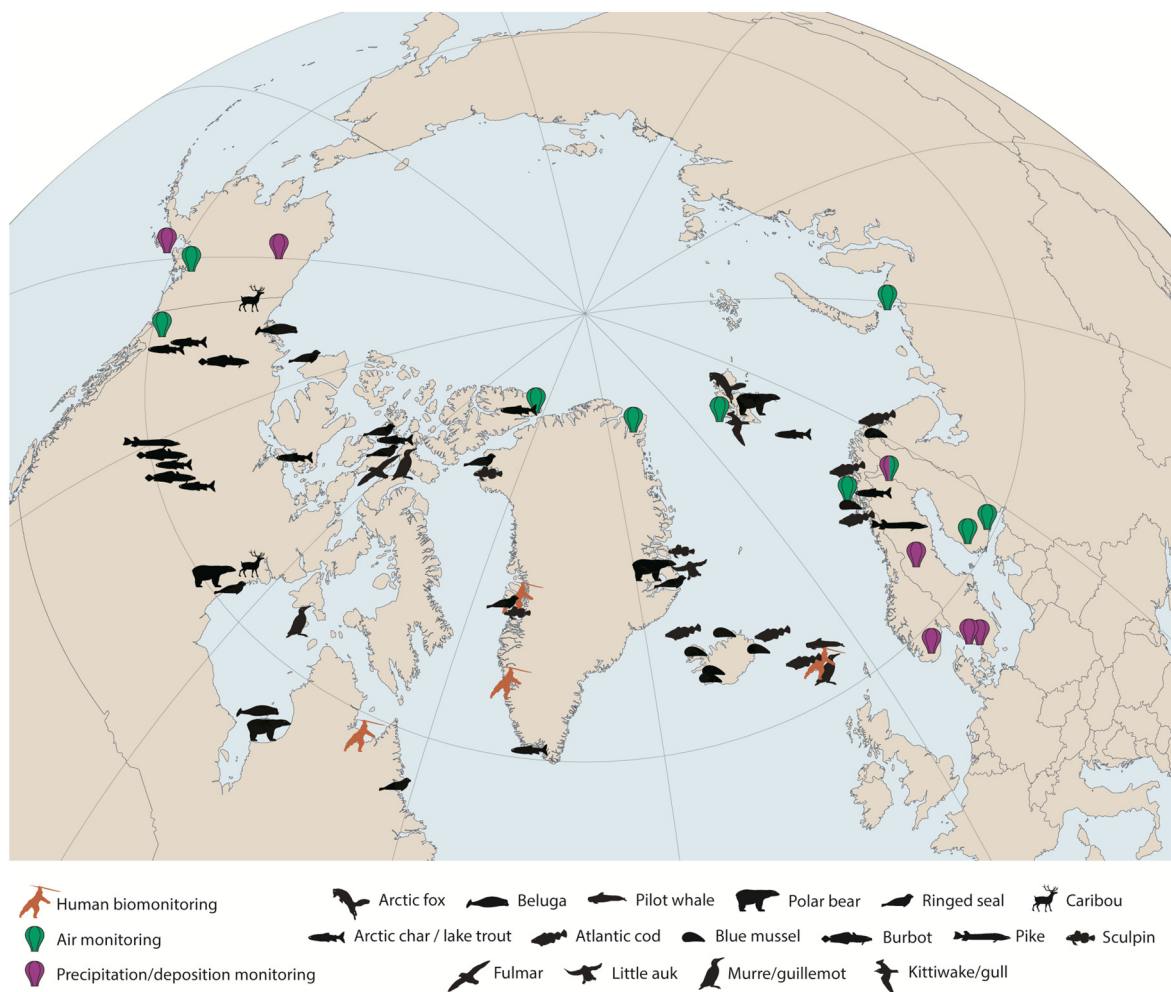 Human biomonitoring
Air monitoring
Precipitation/deposition monitoring
Arctic fox Beluga Pilot whale Polar bear Ringed seal Caribou
Arctic char / lake trout Atlantic cod Blue mussel Burbot Pike Sculpin
Fulmar Little auk Murre/guillemot Kittiwake/gull